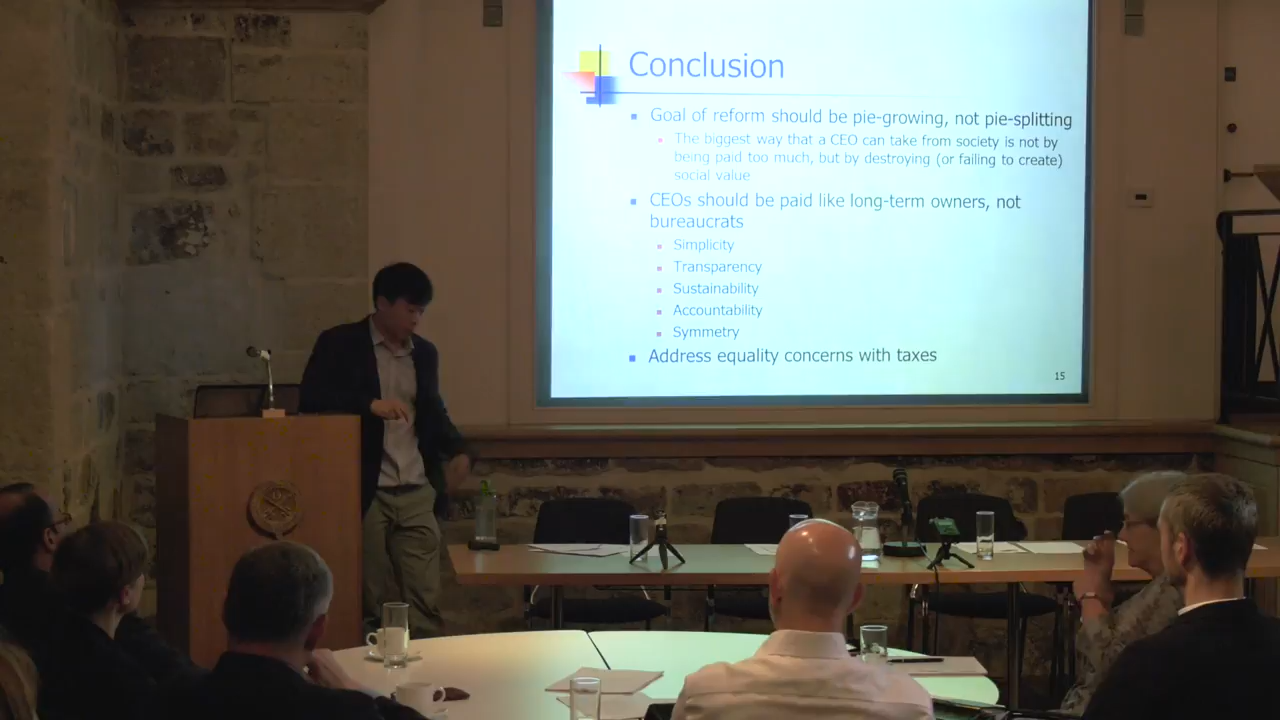 Conclusion
Goal of reform should be pie-growing, not pie-splitting
The biggest way that a CEO can take from society is not by
being paid too much, but by destroying (or failing to create)
social value
CEOs should be paid like long-term owners, not
bureaucrats
Simplicity
Transparency
Sustainability
Accountability
Symmetry
Address equality concerns with taxes
15